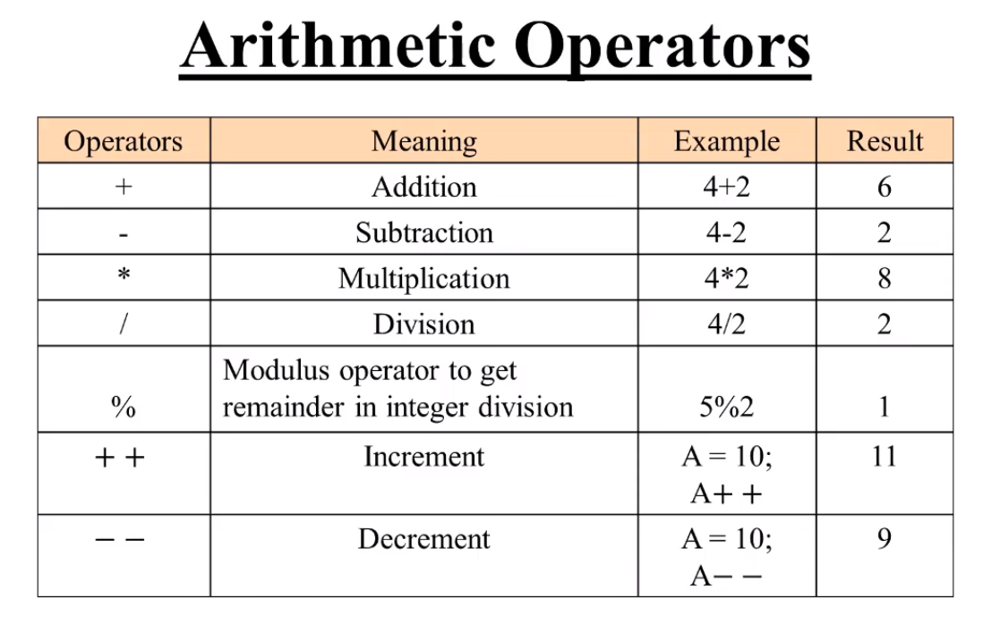 Arithmetic Operators
Operators Meaning Example Result
+ Addition 4+2 6
- Subtraction 4-2 2
* Multiplication 4*2 8
/ Division 4/2 2
Modulus operator to get
% remainder in integer division 5%2 1
+ + Increment A = 10; 11
A+ +
− − Decrement A = 10; 9
A− −